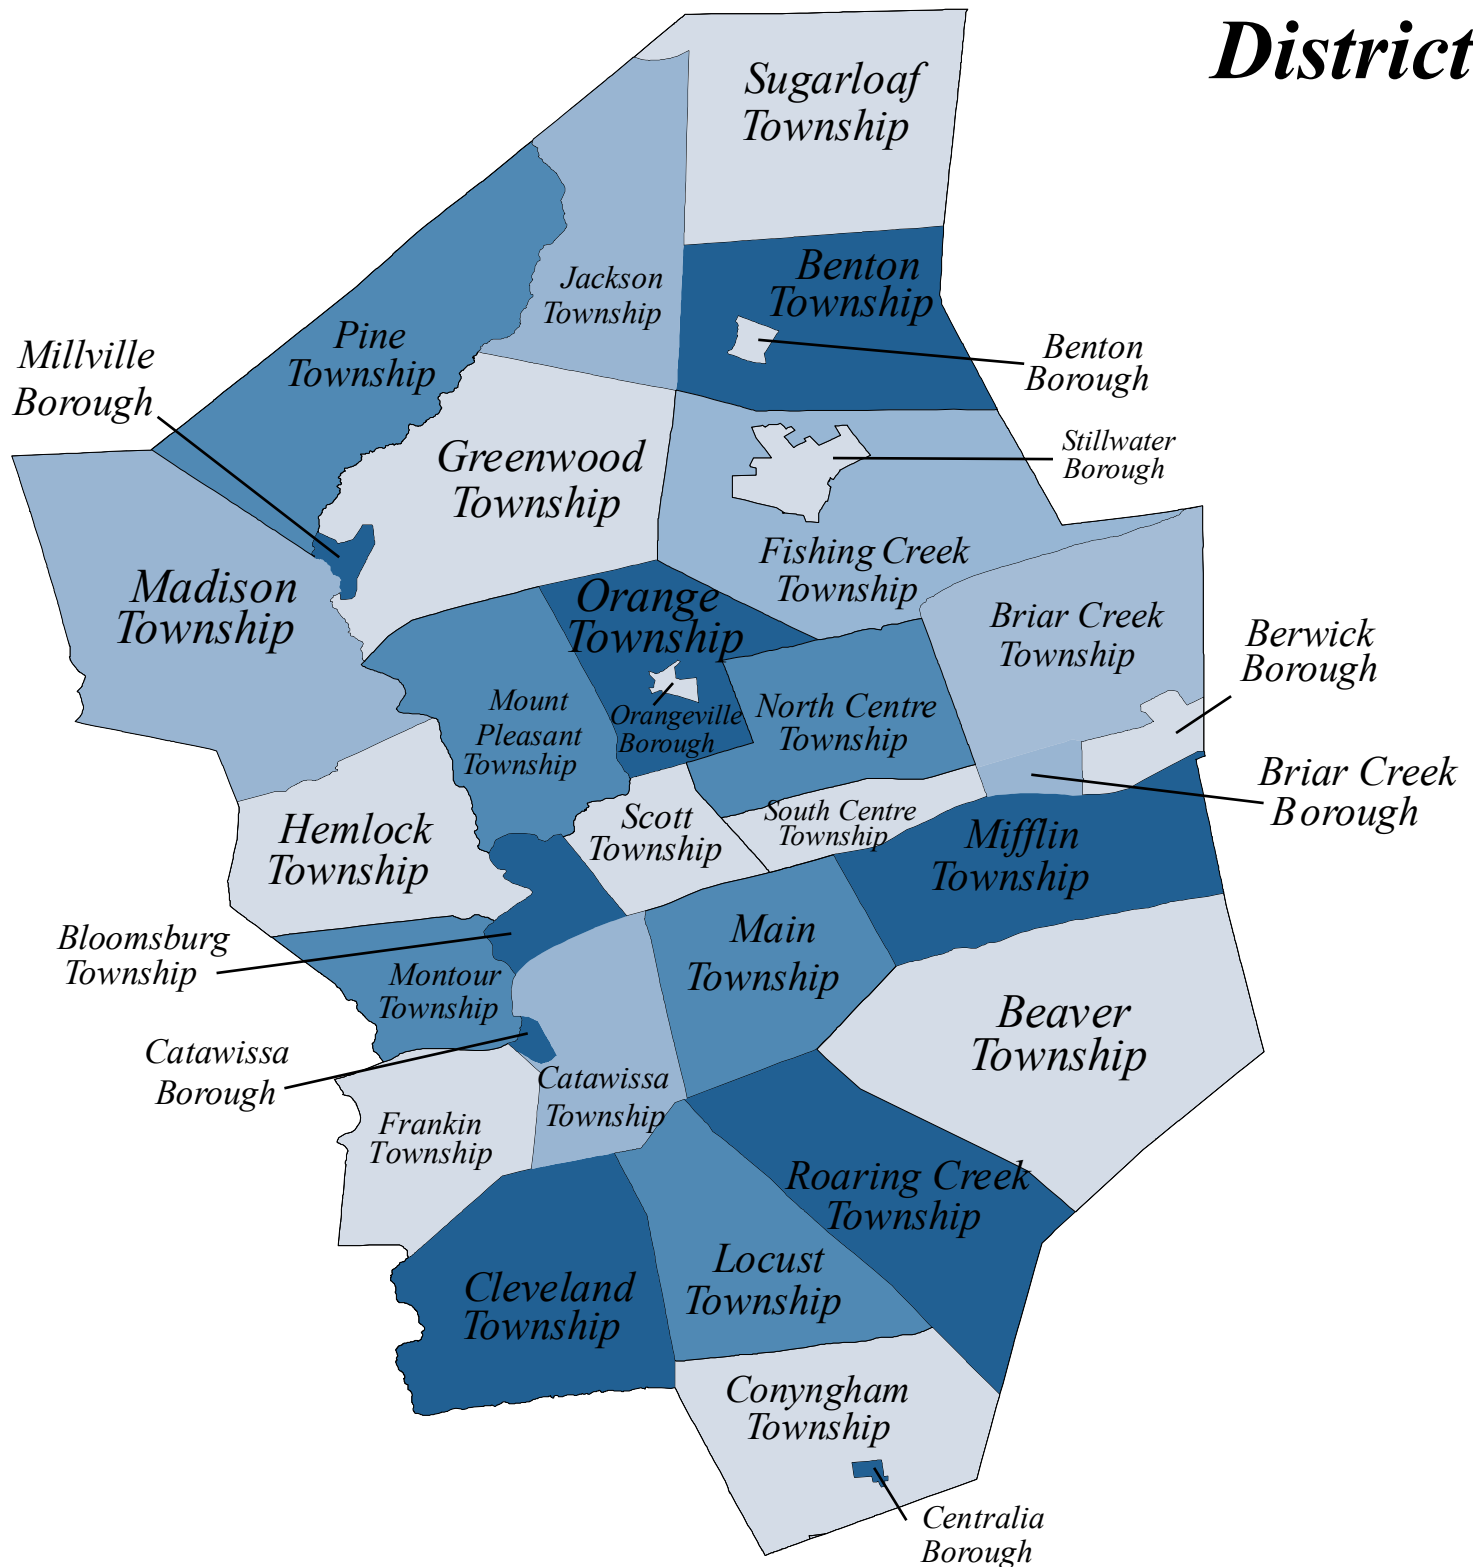 District
Sugarloaf
Township
Benton
Township
Jackson
Township
Pine
Township
Millville
Borough
Benton
Borough
Stillwater
Borough
Greenwood
Township
Fishing Creek
Township
Madison
Township
Orange
Township
Briar Creek
Township
Berwick
Borough
Mount
Pleasant
Township
Orangeville
Borough
North Centre
Township
Briar Creek
Borough
Hemlock
Township
Scott
Township
South Centre
Township
Mifflin
Township
Bloomsburg
Township
Main
Township
Montour
Township
Beaver
Township
Catawissa
Borough
Catawissa
Township
Frankin
Township
Roaring Creek
Township
Locust
Township
Cleveland
Township
Conyngham
Township
Centralia
Borough